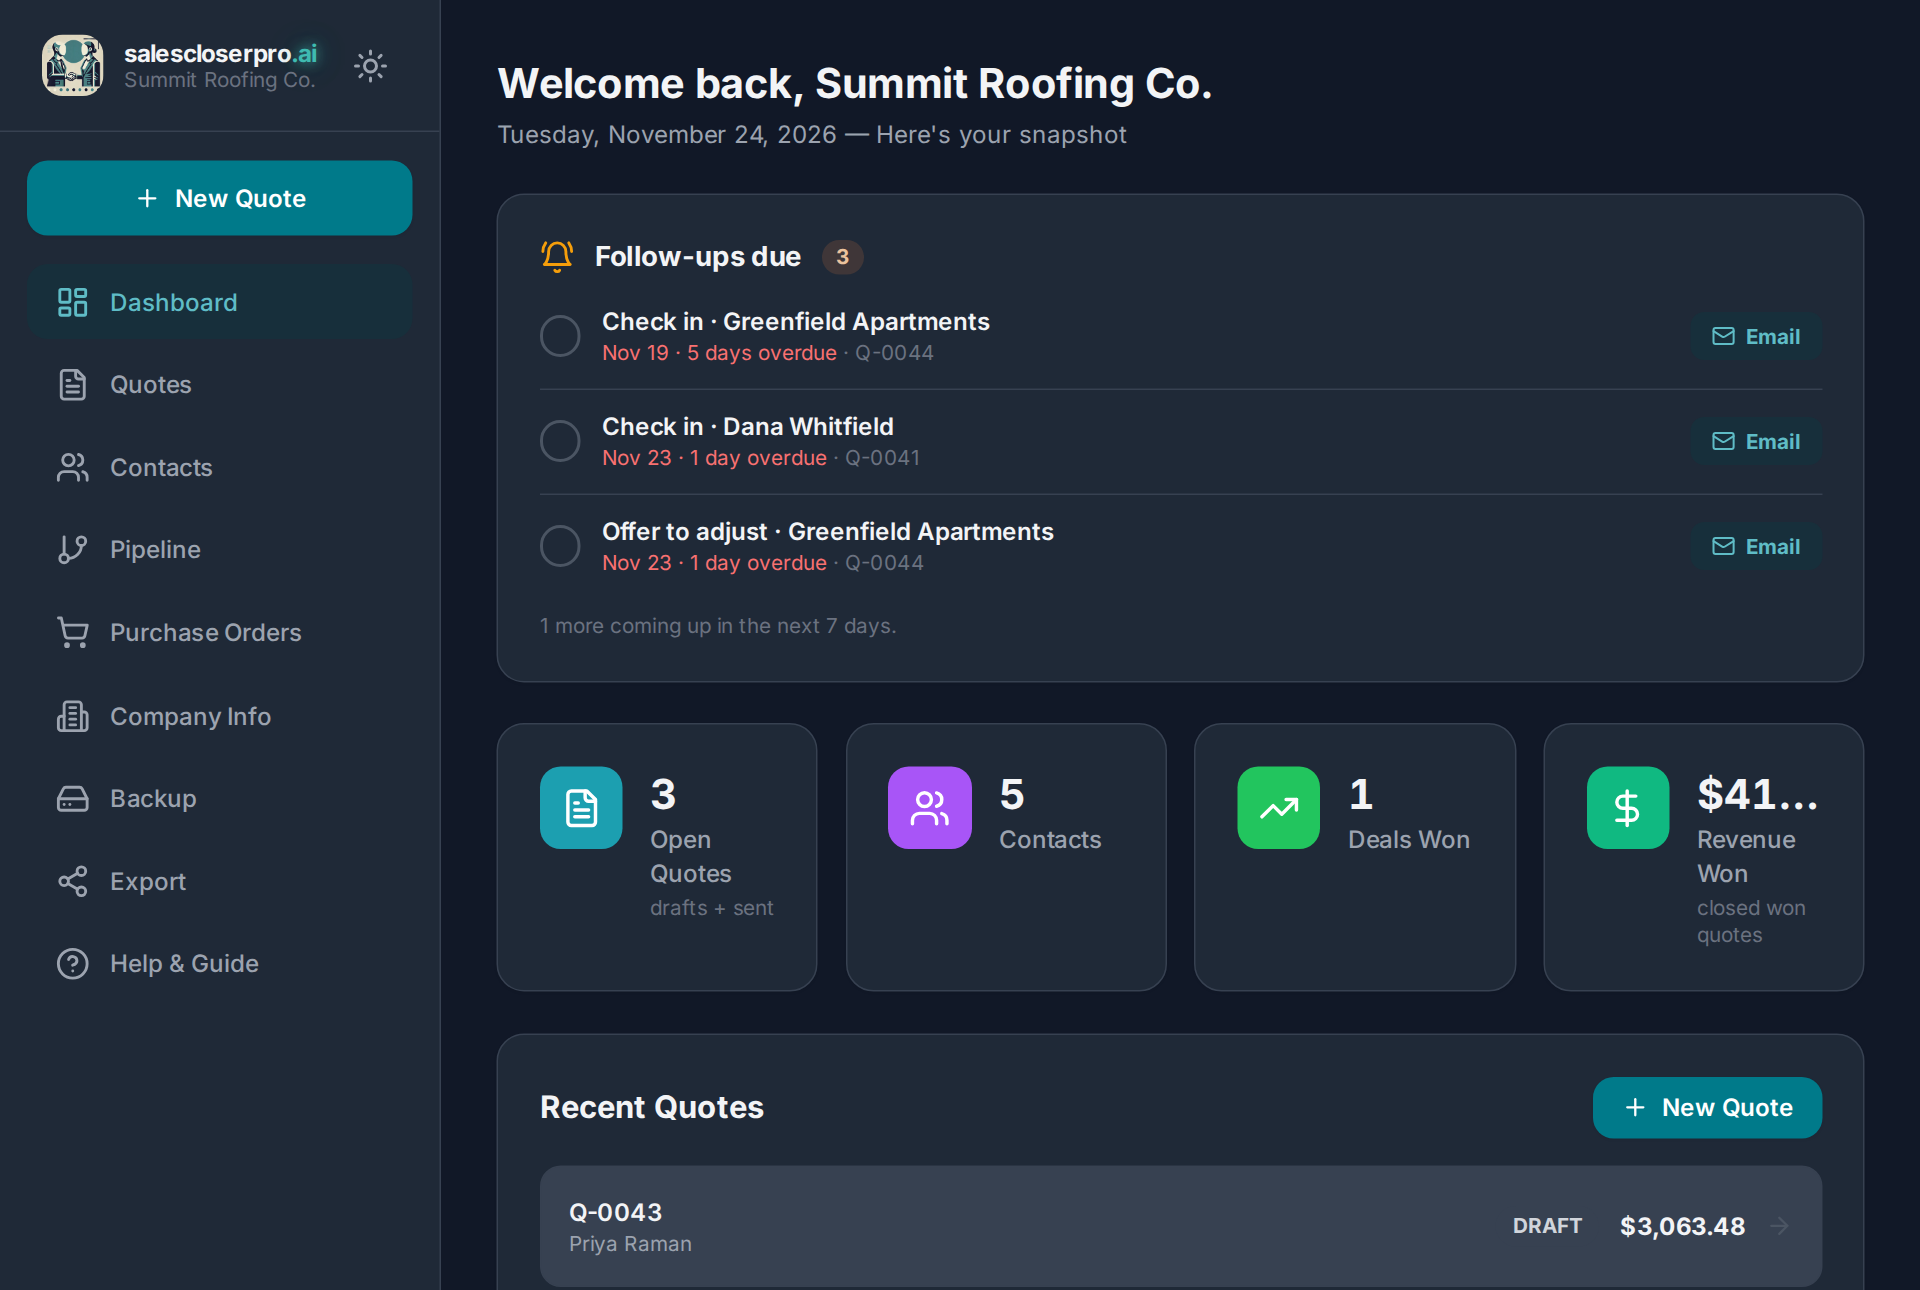 salescloserpro.ai
Summit Roofing Co.
New Quote
Dashboard
Quotes
Contacts
Pipeline
Purchase Orders
Company Info
Backup
Export
Help & Guide
Welcome back, Summit Roofing Co.
Tuesday, November 24, 2026 — Here's your snapshot
Follow-ups due 3
Check in · Greenfield Apartments
Nov 19 · 5 days overdue · Q-0044
Email
Check in · Dana Whitfield
Nov 23 · 1 day overdue · Q-0041
Email
Offer to adjust · Greenfield Apartments
Nov 23 · 1 day overdue · Q-0044
Email
1 more coming up in the next 7 days.
3
Open
Quotes
drafts + sent
5
Contacts
1
Deals Won
$41...
Revenue
Won
closed won
quotes
Recent Quotes
New Quote
Q-0043
Priya Raman
DRAFT $3,063.48